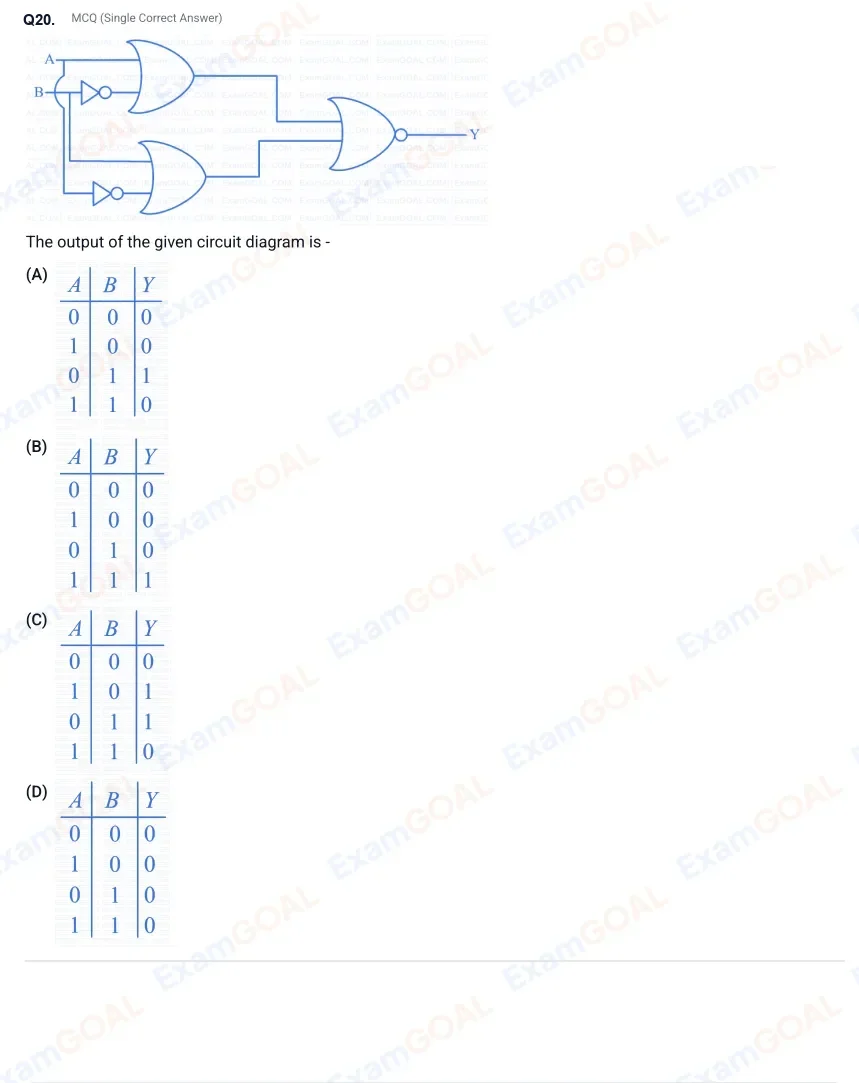 Q20. MCQ (Single Correct Answer)
A
B
Y
The output of the given circuit diagram is -
(A)
A B Y
0 0 0
1 0 0
0 1 1
1 1 0
(B)
A B Y
0 0 0
1 0 0
0 1 0
1 1 1
(C)
A B Y
0 0 0
1 0 1
0 1 1
1 1 0
(D)
A B Y
0 0 0
1 0 0
0 1 0
1 1 0
ExamGOAL